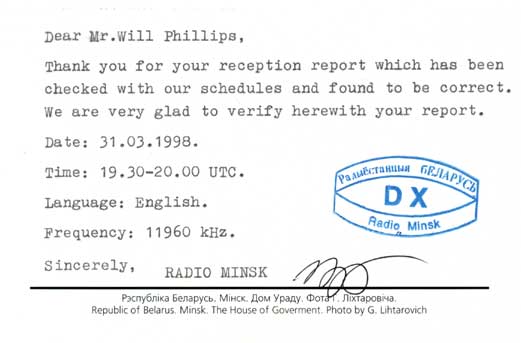 Dear Mr.Will Phillips,
Thank you for your reception report which has been
checked with our schedules and found to be correct.
We are very glad to verify herewith your report.
Date: 31.03.1998.
Time: 19.30-20.00 UTC.
Language: English.
Frequency: 11960 kHz.
Радыёстанцыя БЕЛАРУСЬ
DX
Radio Minsk
Sincerely, RADIO MINSK
Рэспубліка Беларусь. Мінск. Дом Ураду. Фота Г. Ліхтаровіча.
Republic of Belarus. Minsk. The House of Goverment. Photo by G. Lihtarovich